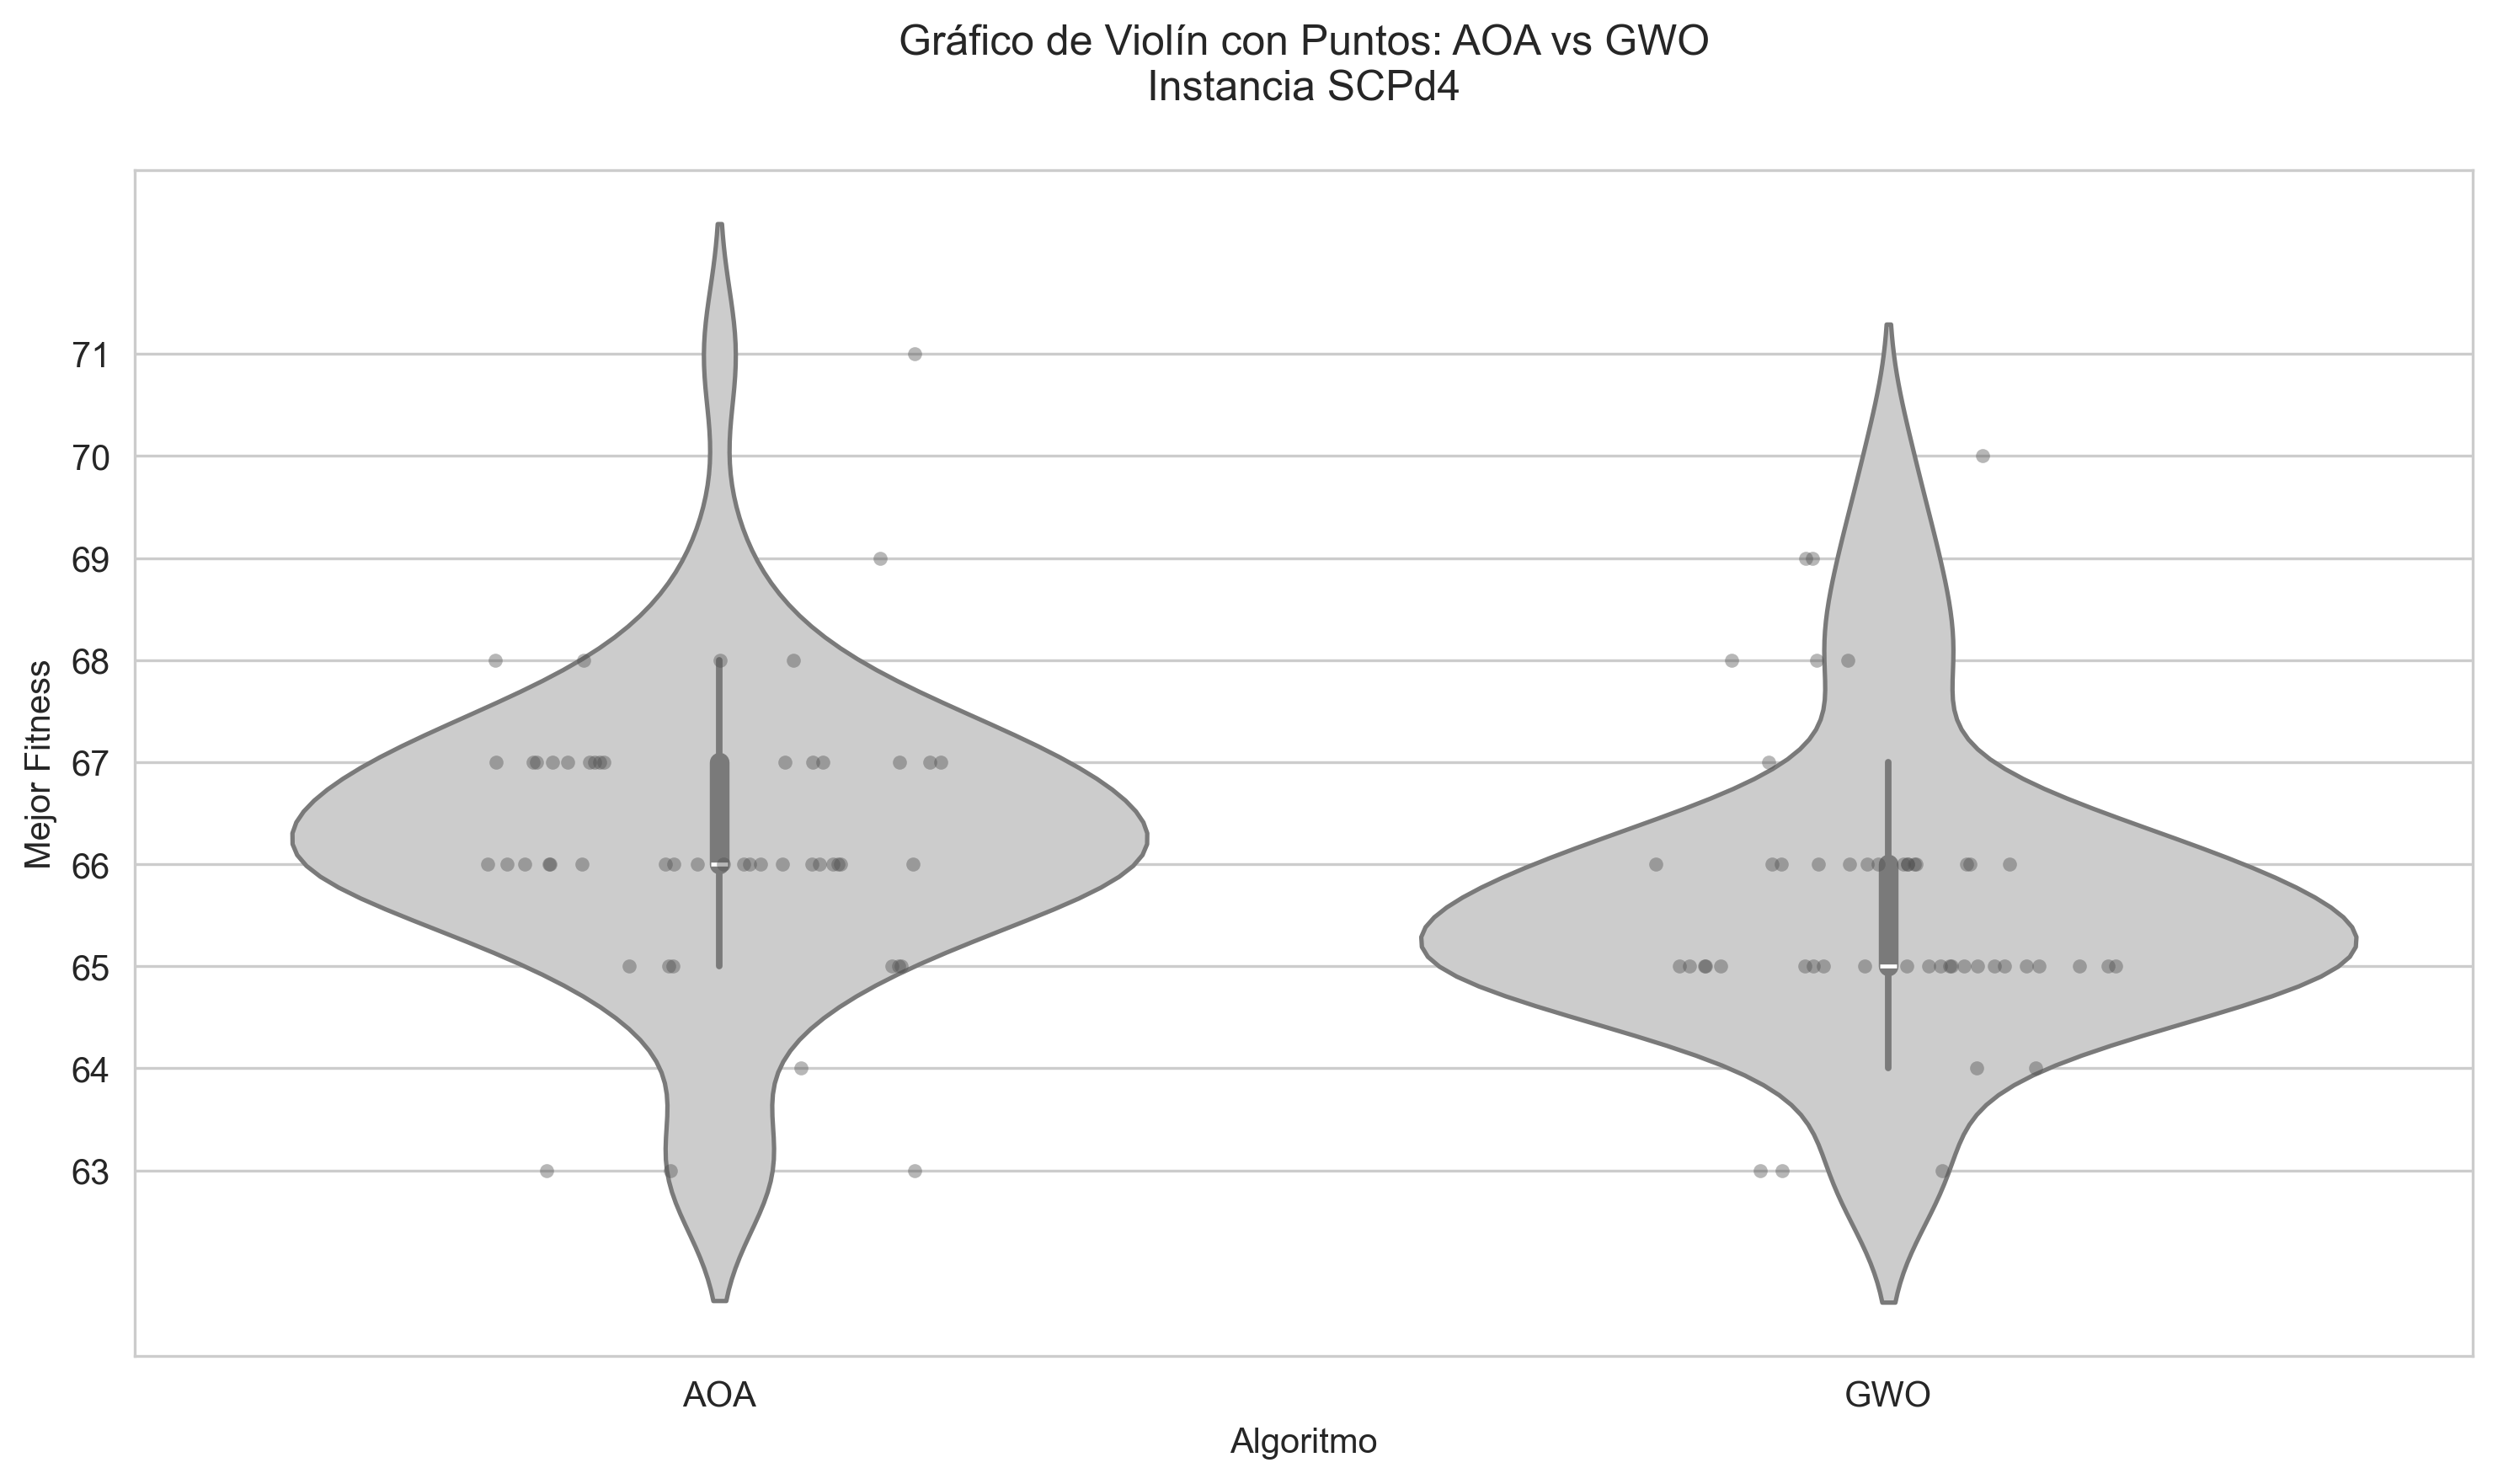 Gráfico de Violín con Puntos: AOA vs GWO
Instancia SCPd4
Mejor Fitness
71
70
69
68
67
66
65
64
63
AOA
GWO
Algoritmo